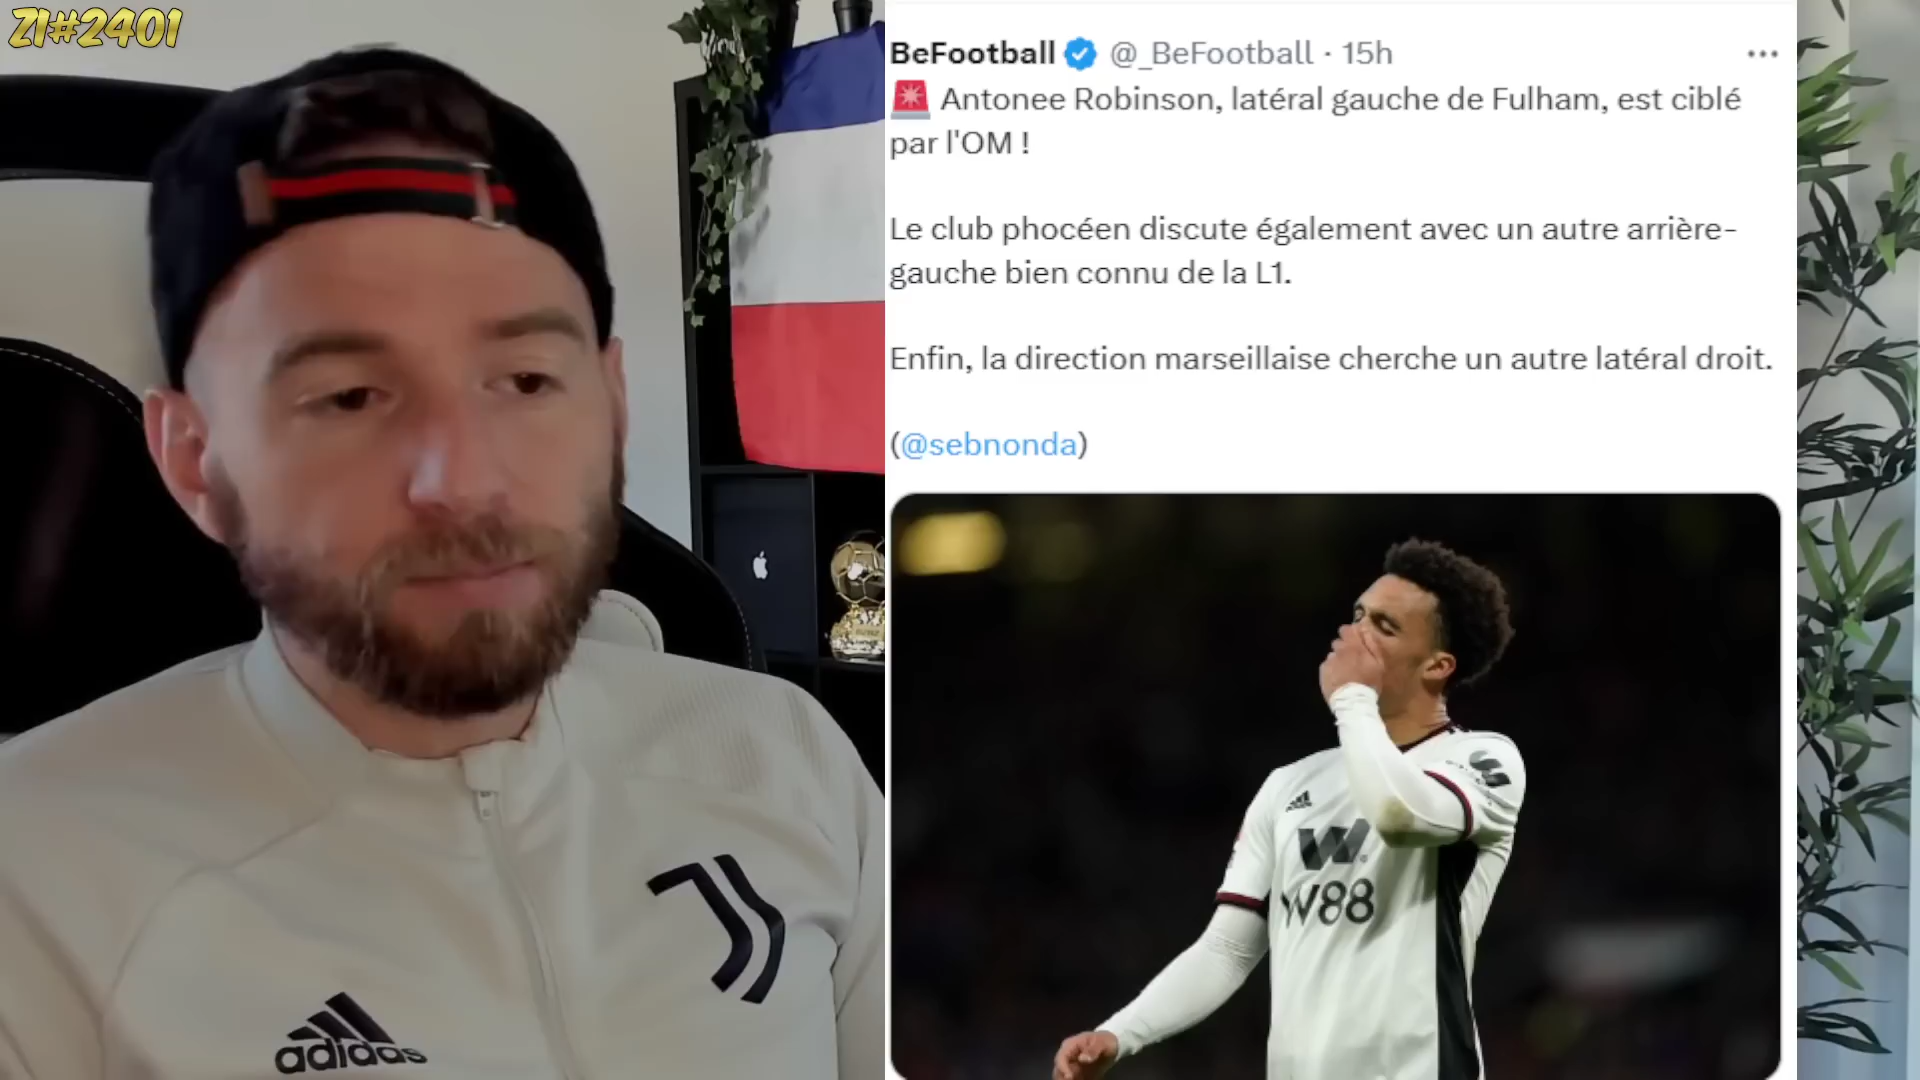 ZI#2401
BeFootball @_BeFootball · 15h
🚨 Antonee Robinson, latéral gauche de Fulham, est ciblé
par l'OM !
Le club phocéen discute également avec un autre arrière-
gauche bien connu de la L1.
Enfin, la direction marseillaise cherche un autre latéral droit.
(@sebnonda)
adidas
W88